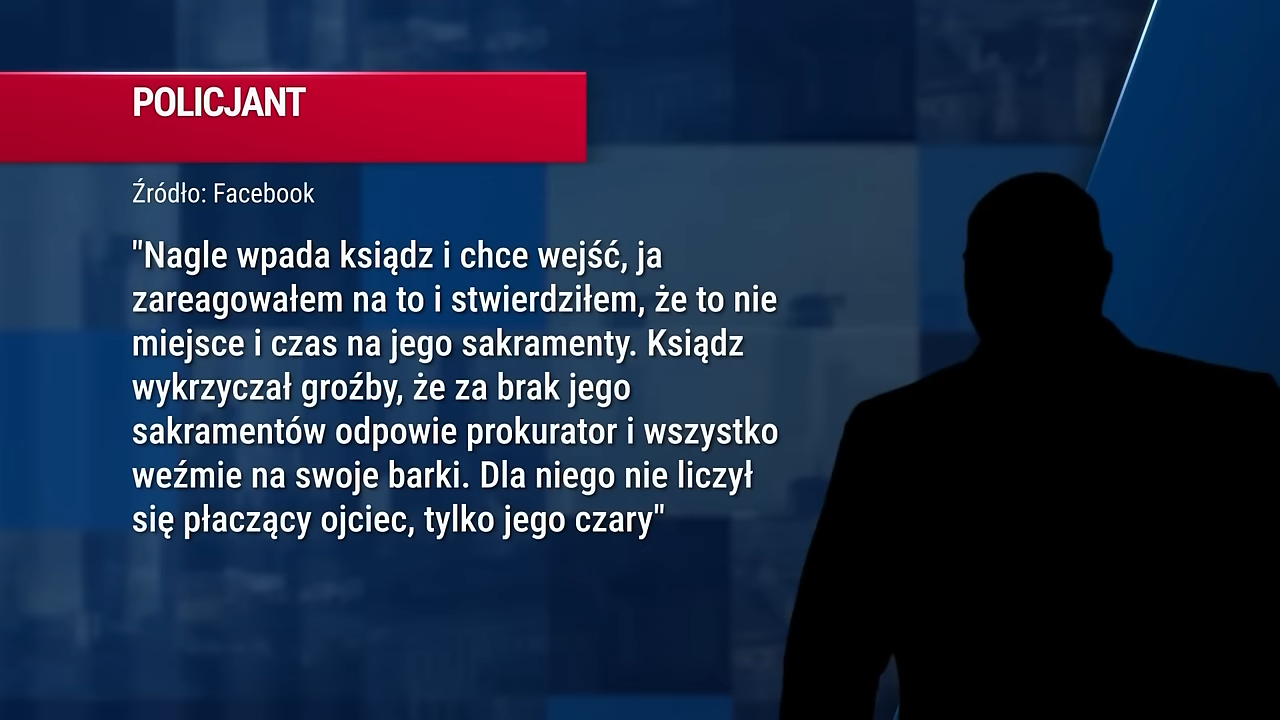 POLICJANT
Źródło: Facebook
"Nagle wpada ksiądz i chce wejść, ja
zareagowałem na to i stwierdziłem, że to nie
miejsce i czas na jego sakramenty. Ksiądz
wykrzyczał groźby, że za brak jego
sakramentów odpowie prokurator i wszystko
weźmie na swoje barki. Dla niego nie liczył
się płaczący ojciec, tylko jego czary"